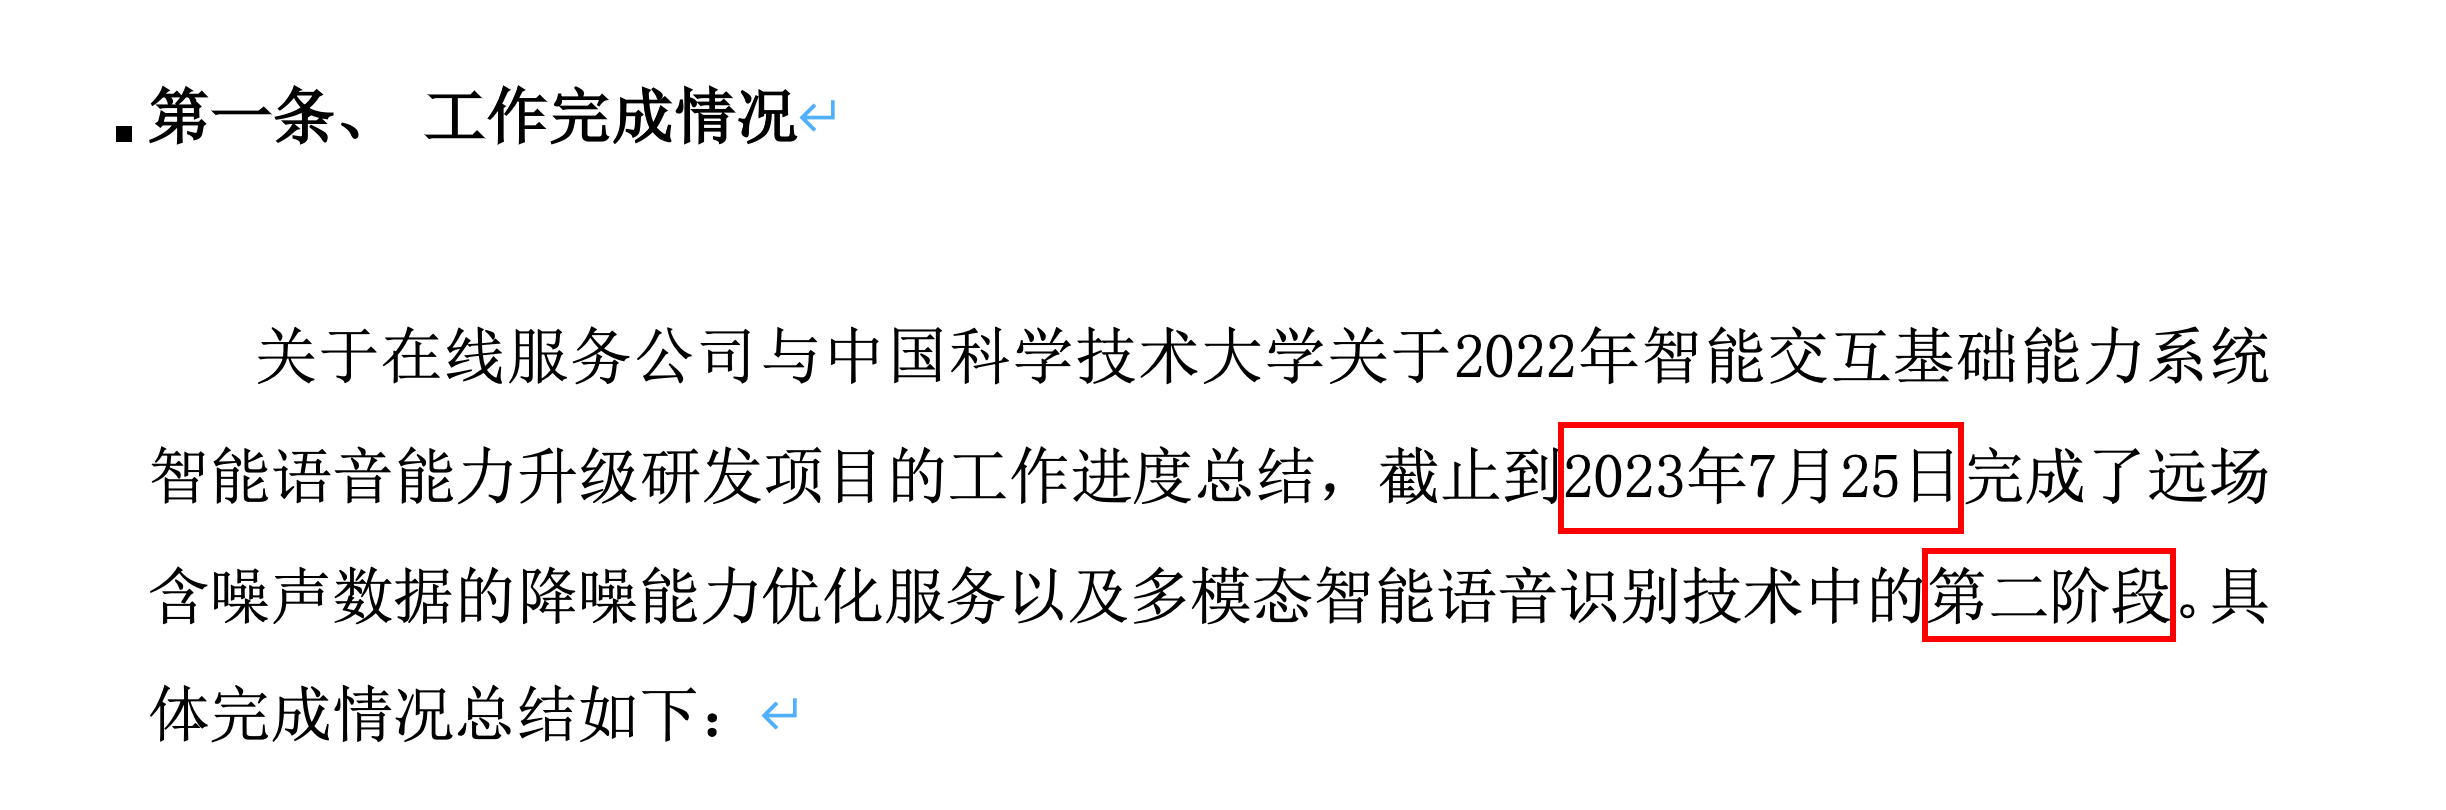 第一条、 工作完成情况
关于在线服务公司与中国科学技术大学关于2022年智能交互基础能力系统
智能语音能力升级研发项目的工作进度总结，截止到2023年7月25日完成了远场
含噪声数据的降噪能力优化服务以及多模态智能语音识别技术中的第二阶段。具
体完成情况总结如下：